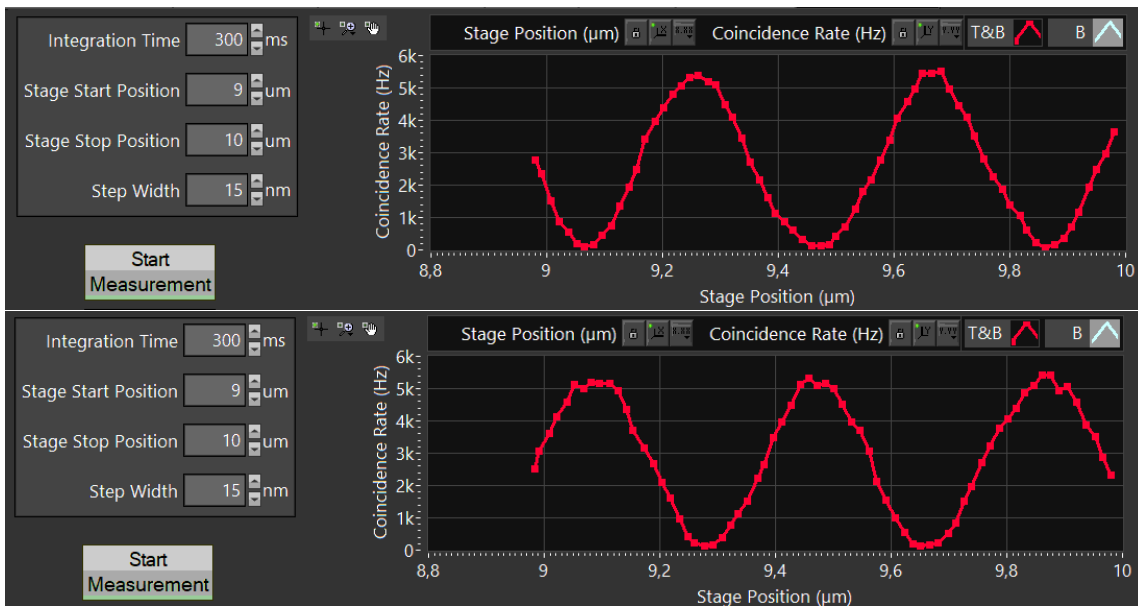 Integration Time 300 ms
Stage Start Position 9 um
Stage Stop Position 10 um
Step Width 15 nm
Start
Measurement
Stage Position (µm) Coincidence Rate (Hz) T&B B
Coincidence Rate (Hz)
6k
5k
4k
3k
2k
1k
0
8,8 9 9,2 9,4 9,6 9,8 10
Stage Position (µm)
Integration Time 300 ms
Stage Start Position 9 um
Stage Stop Position 10 um
Step Width 15 nm
Start
Measurement
Stage Position (µm) Coincidence Rate (Hz) T&B B
Coincidence Rate (Hz)
6k
5k
4k
3k
2k
1k
0
8,8 9 9,2 9,4 9,6 9,8 10
Stage Position (µm)